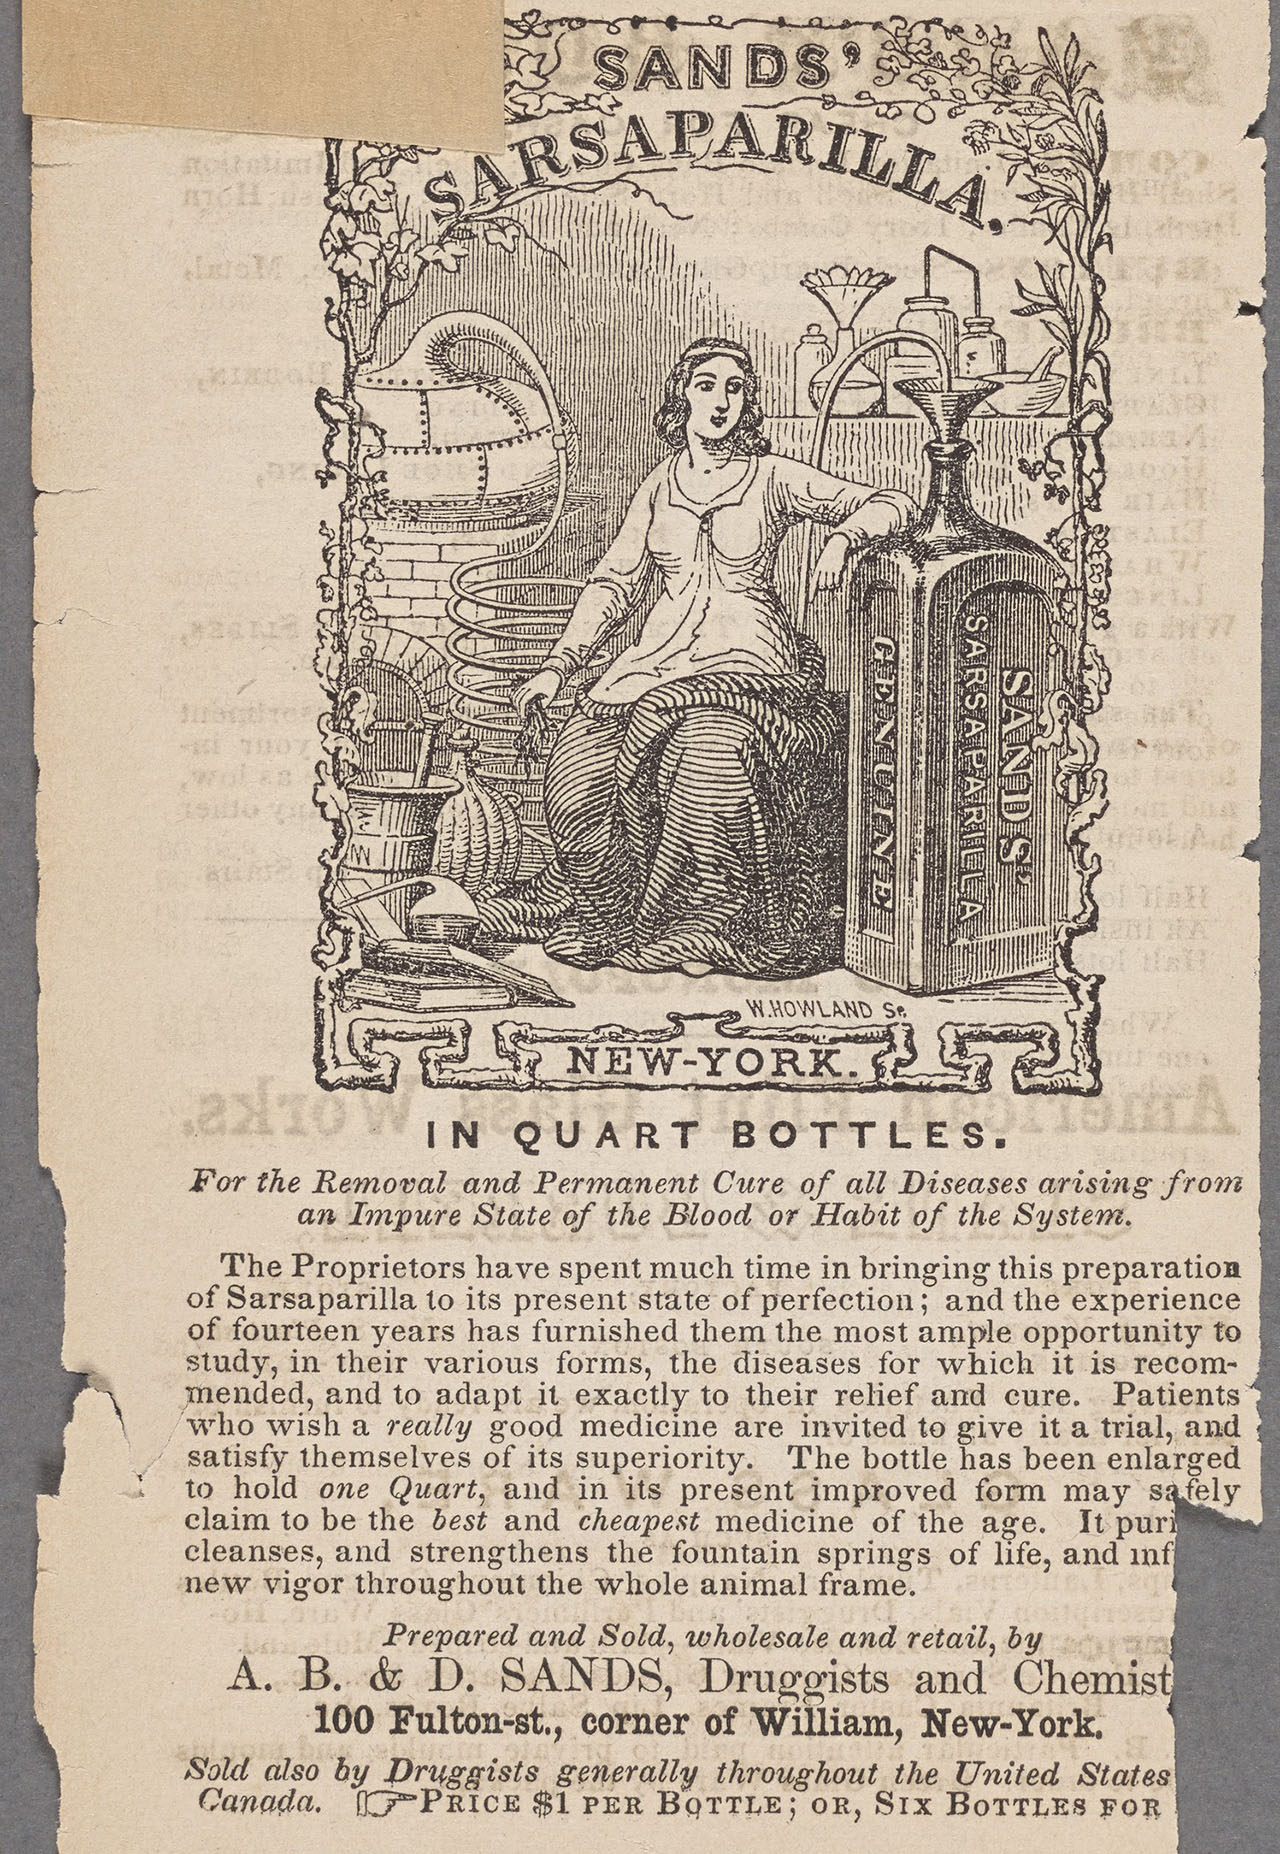 SANDS'
SARSAPARILLA.
GENUINE
SARSAPARILLA
SANDS'
W. HOWLAND Sc.
NEW-YORK.
IN QUART BOTTLES.
For the Removal and Permanent Cure of all Diseases arising from
an Impure State of the Blood or Habit of the System.
The Proprietors have spent much time in bringing this preparation
of Sarsaparilla to its present state of perfection; and the experience
of fourteen years has furnished them the most ample opportunity to
study, in their various forms, the diseases for which it is recom-
mended, and to adapt it exactly to their relief and cure. Patients
who wish a really good medicine are invited to give it a trial, and
satisfy themselves of its superiority. The bottle has been enlarged
to hold one Quart, and in its present improved form may safely
claim to be the best and cheapest medicine of the age. It puri
cleanses, and strengthens the fountain springs of life, and inf
new vigor throughout the whole animal frame.
Prepared and Sold, wholesale and retail, by
A. B. & D. SANDS, Druggists and Chemist
100 Fulton-st., corner of William, New-York.
Sold also by Druggists generally throughout the United States
Canada. ☞ PRICE $1 PER BOTTLE; OR, SIX BOTTLES FOR